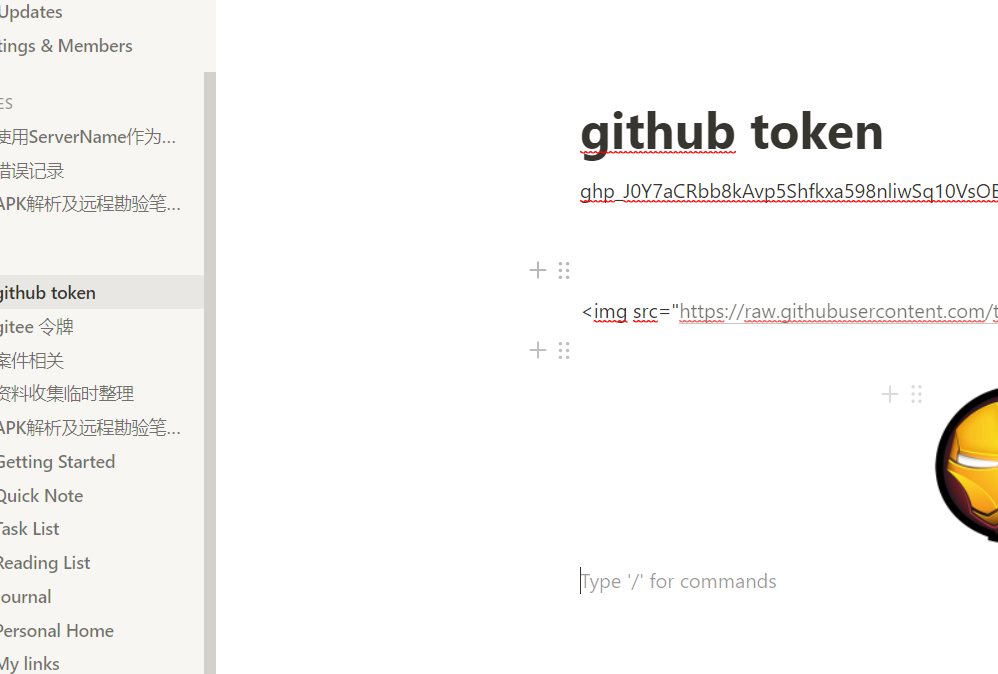 Updates
tings & Members
ES
使用ServerName作为...
错误记录
APK解析及远程勘验笔...
github token
gitee 令牌
案件相关
资料收集临时整理
APK解析及远程勘验笔...
Getting Started
Quick Note
Task List
Reading List
Journal
Personal Home
My links
github token
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
<img src="https://raw.githubusercontent.com/t
Type '/' for commands